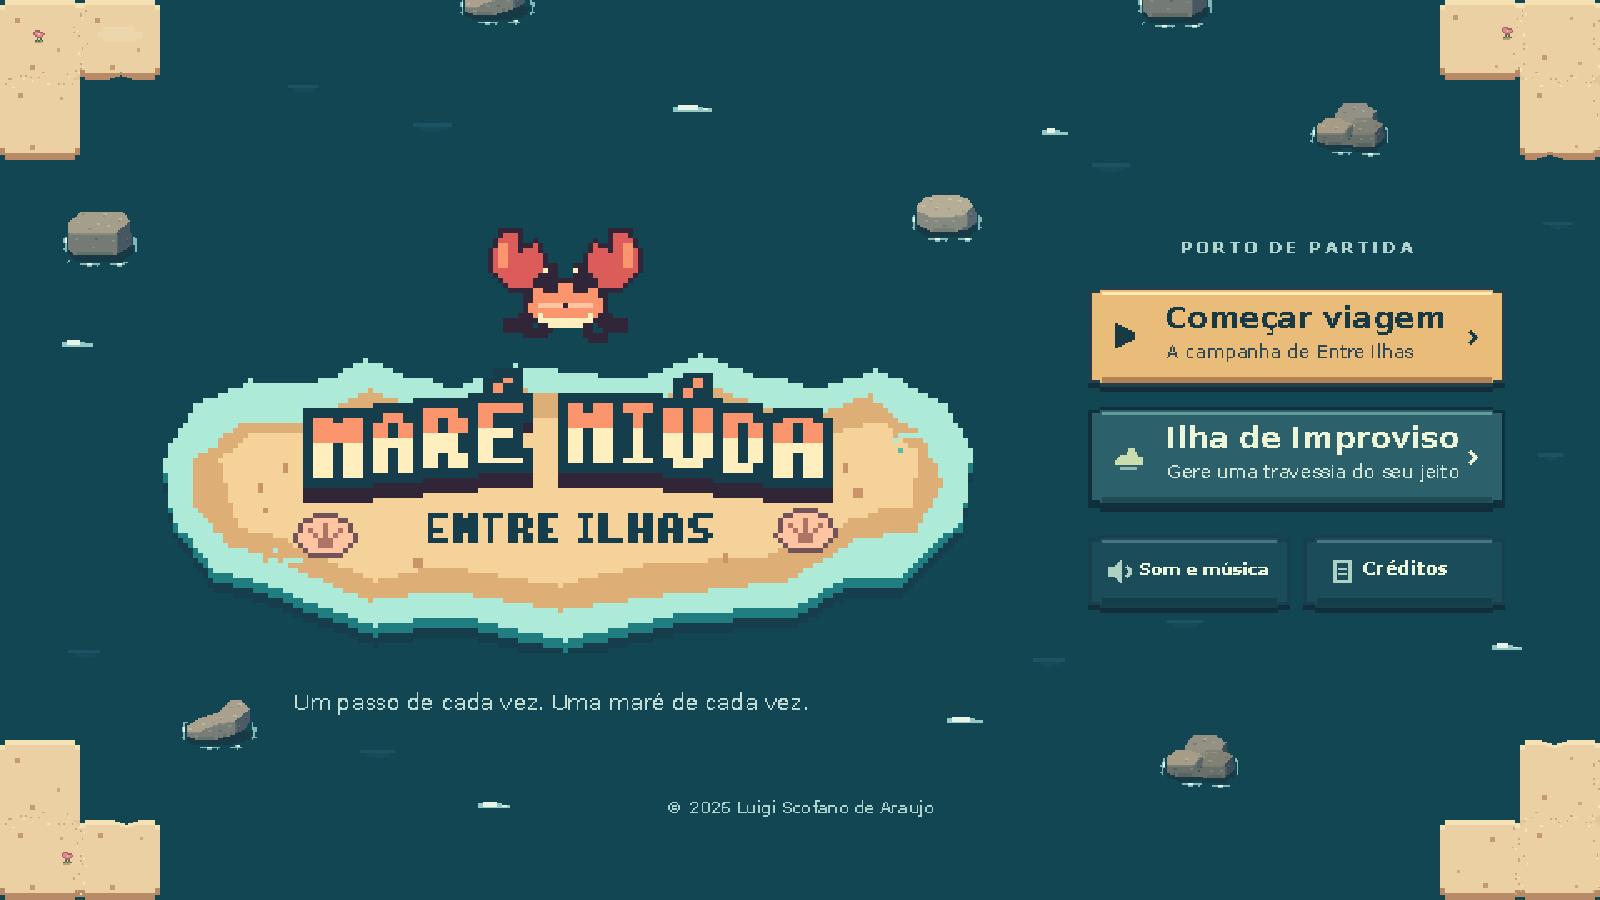 MARÉ MIÚDA
ENTRE ILHAS
Um passo de cada vez. Uma maré de cada vez.
PORTO DE PARTIDA
Começar viagem
A campanha de Entre Ilhas
Ilha de Improviso
Gere uma travessia do seu jeito
Som e música
Créditos
© 2026 Luigi Scofano de Araujo